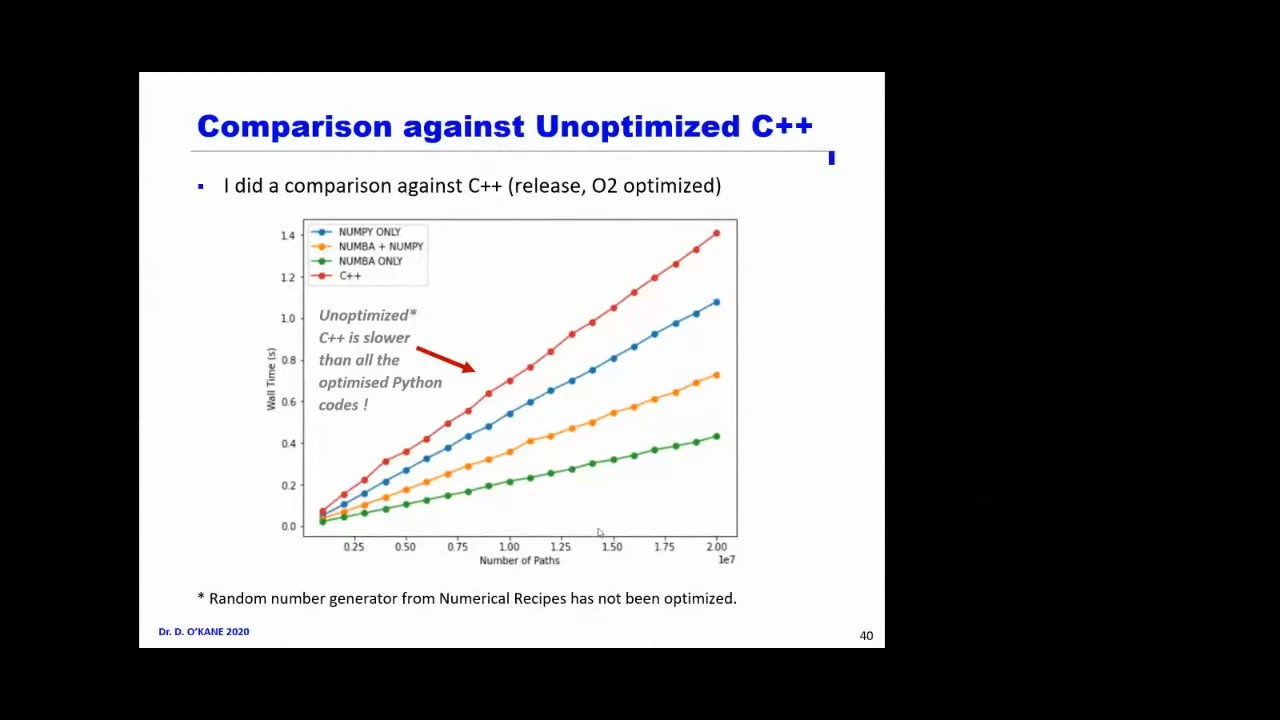 Comparison against Unoptimized C++
▪ I did a comparison against C++ (release, O2 optimized)
NUMPY ONLY
NUMBA + NUMPY
NUMBA ONLY
C++
Unoptimized*
C++ is slower
than all the
optimised Python
codes !
Wall Time (s)
1.4
1.2
1.0
0.8
0.6
0.4
0.2
0.0
0.25 0.50 0.75 1.00 1.25 1.50 1.75 2.00
Number of Paths
1e7
* Random number generator from Numerical Recipes has not been optimized.
Dr. D. O'KANE 2020
40